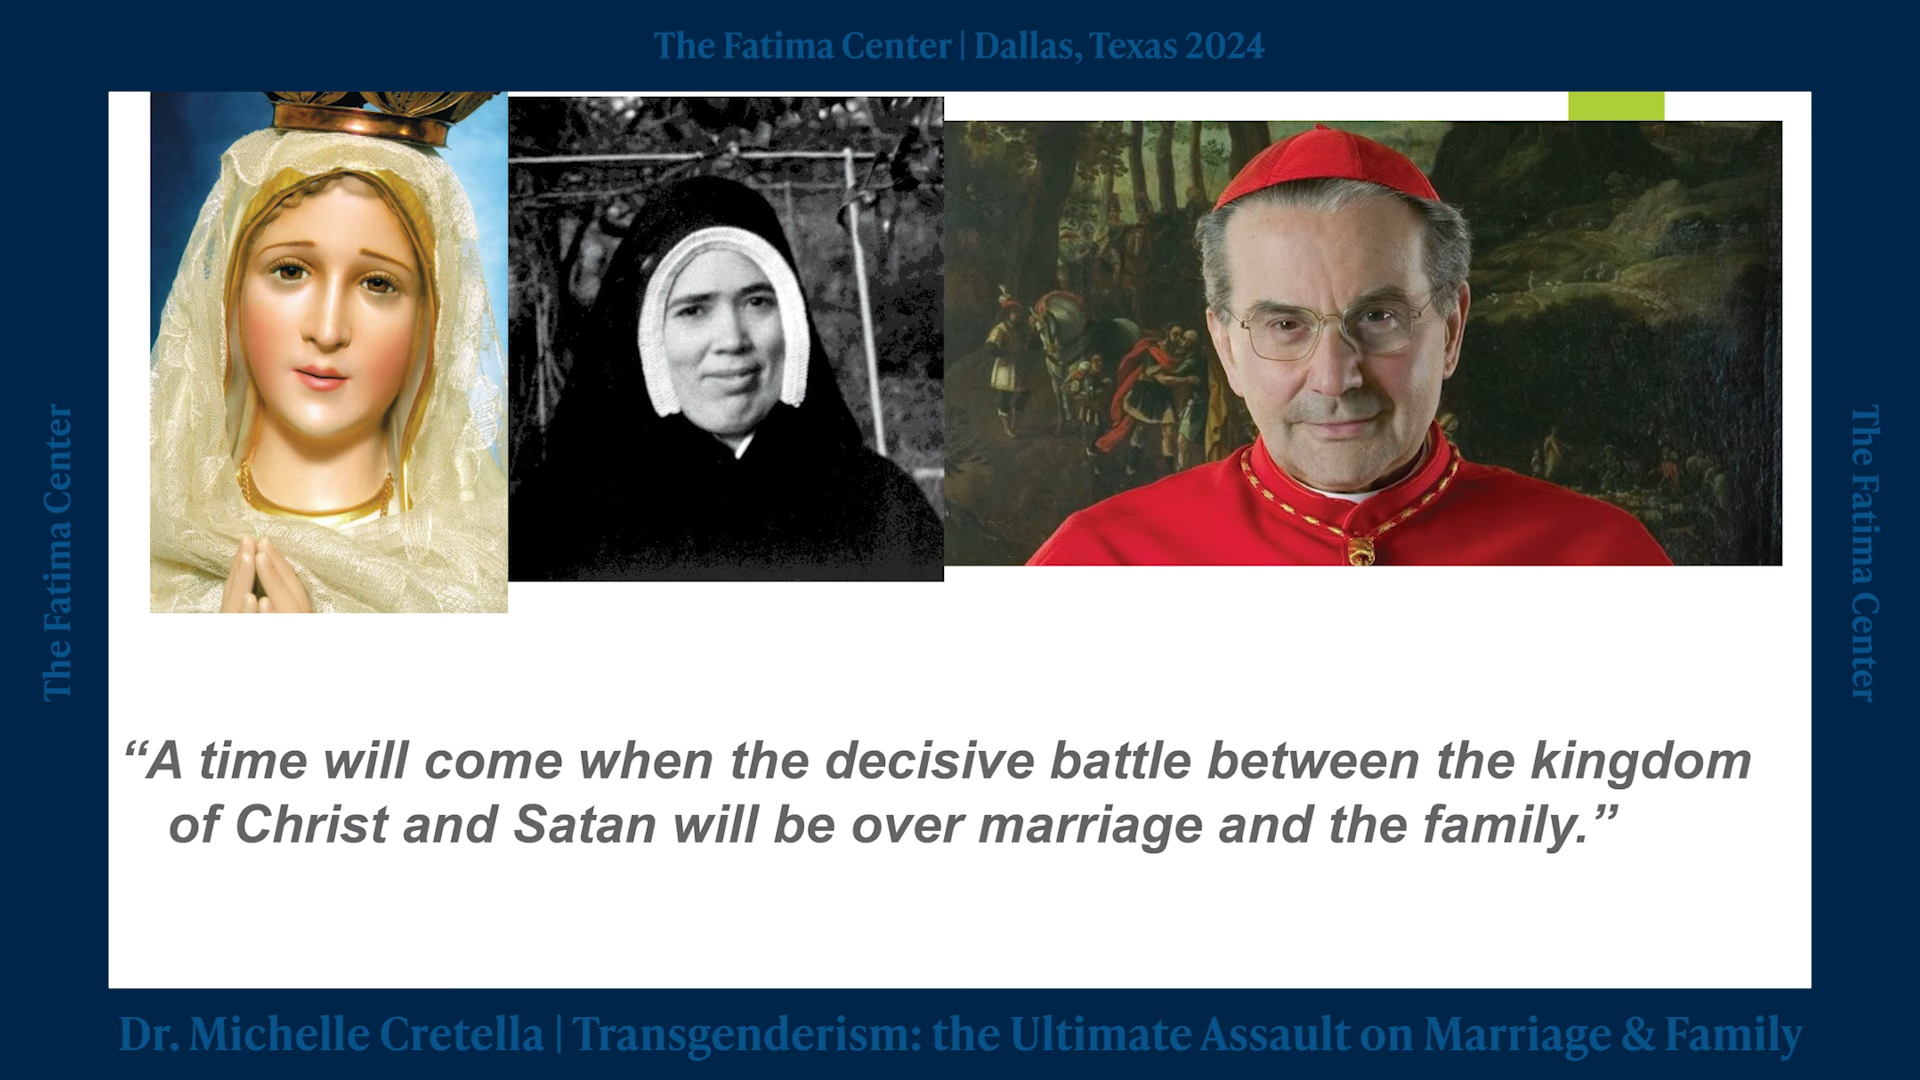 The Fatima Center | Dallas, Texas 2024
The Fatima Center
The Fatima Center
“A time will come when the decisive battle between the kingdom
of Christ and Satan will be over marriage and the family.”
Dr. Michelle Cretella | Transgenderism: the Ultimate Assault on Marriage & Family